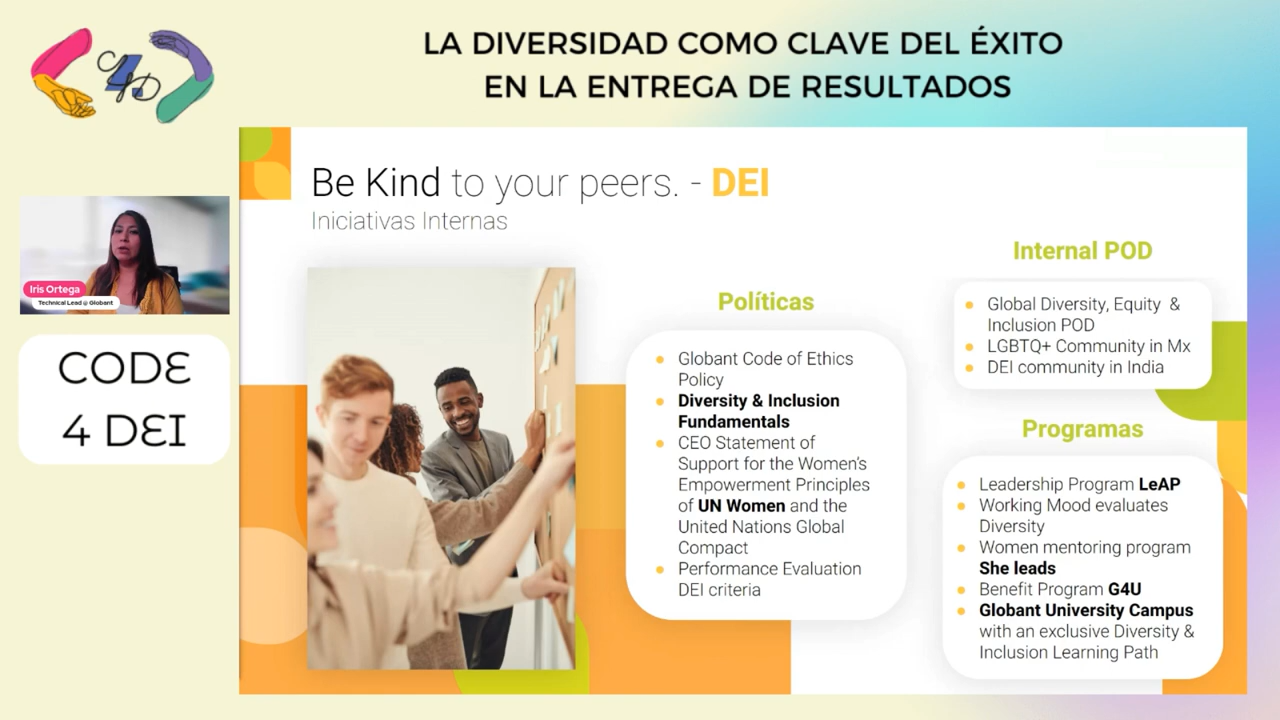 LA DIVERSIDAD COMO CLAVE DEL ÉXITO
EN LA ENTREGA DE RESULTADOS
Iris Ortega
Technical Lead @ Globant
CODE
4 DEI
Be Kind to your peers. - DEI
Iniciativas Internas
Políticas
Globant Code of Ethics
Policy
Diversity & Inclusion
Fundamentals
CEO Statement of
Support for the Women's
Empowerment Principles
of UN Women and the
United Nations Global
Compact
Performance Evaluation
DEI criteria
Internal POD
Global Diversity, Equity &
Inclusion POD
LGBTQ+ Community in Mx
DEI community in India
Programas
Leadership Program LeAP
Working Mood evaluates
Diversity
Women mentoring program
She leads
Benefit Program G4U
Globant University Campus
with an exclusive Diversity &
Inclusion Learning Path